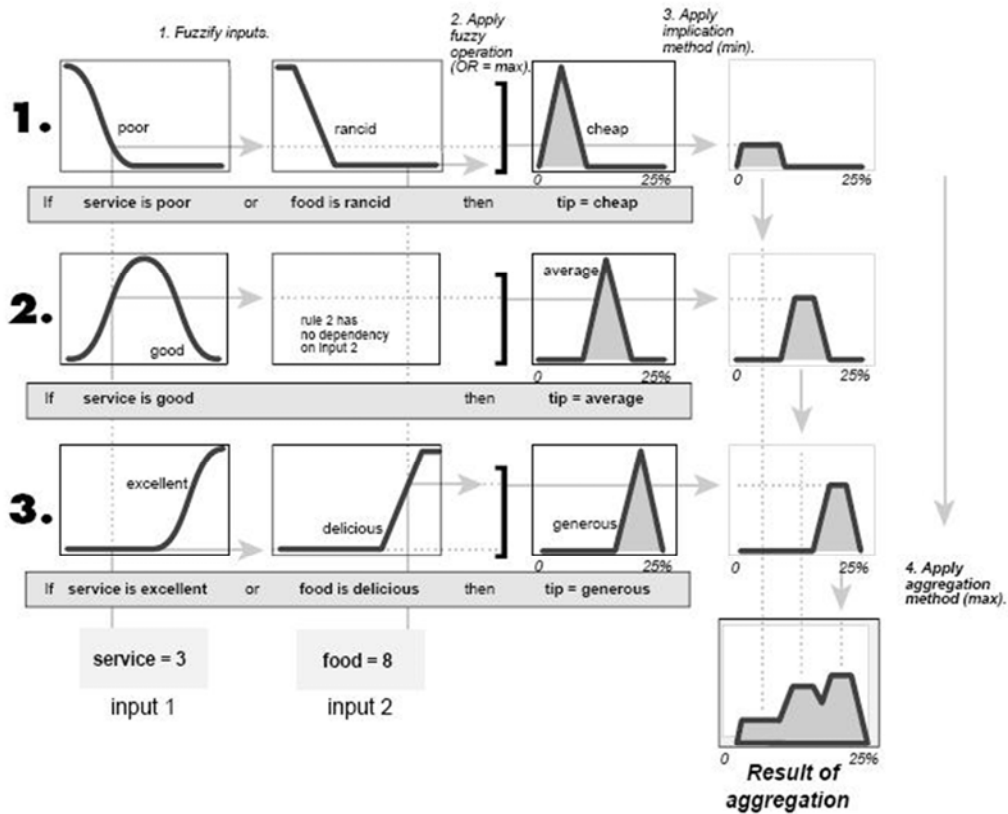 1. Fuzzify inputs.
2. Apply
fuzzy
operation
(OR = max).
3. Apply
implication
method (min).
1.
poor
rancid
cheap
0
25%
0
25%
If service is poor or food is rancid then tip = cheap
2.
good
rule 2 has
no dependency
on input 2
average
0
25%
0
25%
If service is good then tip = average
3.
excellent
delicious
generous
0
25%
0
25%
If service is excellent or food is delicious then tip = generous
4. Apply
aggregation
method (max).
service = 3
input 1
food = 8
input 2
0
25%
Result of
aggregation